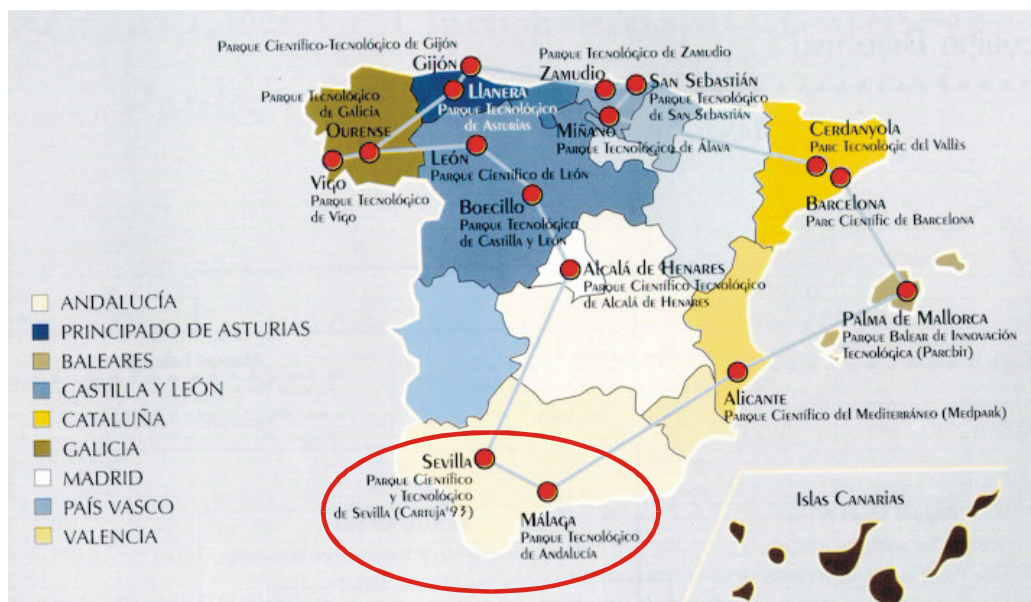 Parque Científico-Tecnológico de Gijón
Gijón
Parque Tecnológico de Zamudio
Zamudio
San Sebastián
Parque Tecnológico
de San Sebastián
Llanera
Parque Tecnológico
de Asturias
Parque Tecnológico
de Galicia
Ourense
Miñano
Parque Tecnológico de Álava
Cerdanyola
Parc Tecnològic del Vallès
León
Parque Científico de León
Vigo
Parque Tecnológico
de Vigo
Boecillo
Parque Tecnológico
de Castilla y León
Barcelona
Parc Científic de Barcelona
Alcalá de Henares
Parque Científico Tecnológico
de Alcalá de Henares
Palma de Mallorca
Parque Balear de Innovación
Tecnológica (Parcbit)
Alicante
Parque Científico del Mediterráneo (Medpark)
ANDALUCÍA
PRINCIPADO DE ASTURIAS
BALEARES
CASTILLA Y LEÓN
CATALUÑA
GALICIA
MADRID
PAÍS VASCO
VALENCIA
Sevilla
Parque Científico
y Tecnológico
de Sevilla (Cartuja'93)
Málaga
Parque Tecnológico
de Andalucía
Islas Canarias